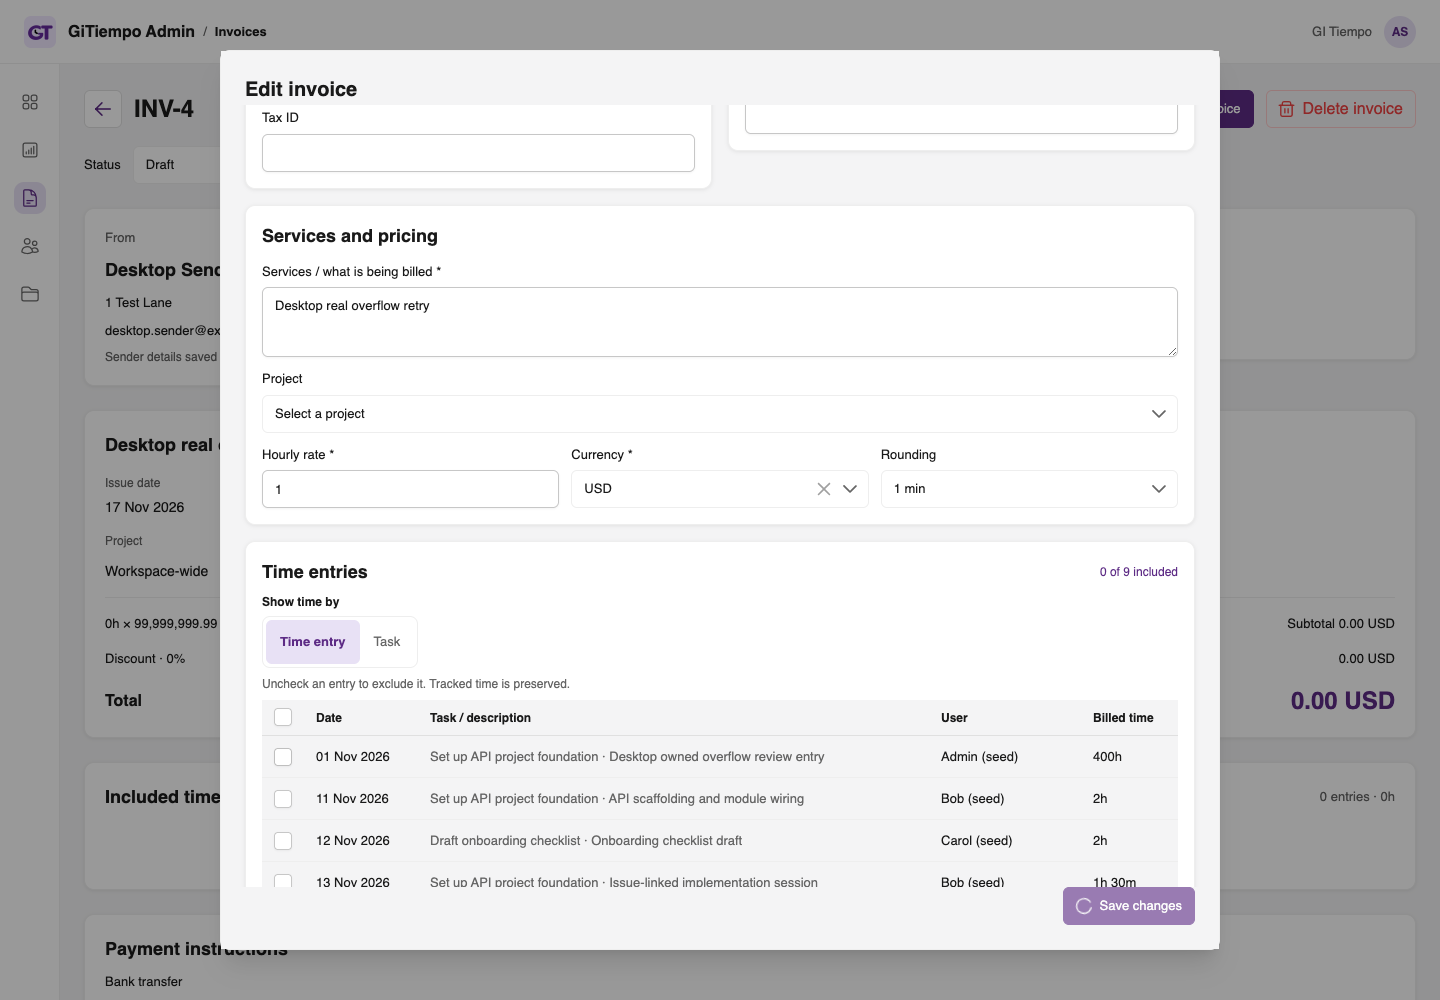 GT GiTiempo Admin / Invoices
GI Tiempo AS
INV-4
Delete invoice
Status Draft
From
1 Test Lane
Sender details saved
Desktop real
Issue date
17 Nov 2026
Project
Workspace-wide
0h × 99,999,999.99
Subtotal 0.00 USD
Discount · 0%
0.00 USD
Total
0.00 USD
Included time
0 entries · 0h
Payment instructions
Bank transfer
Edit invoice
Tax ID
Services and pricing
Services / what is being billed *
Desktop real overflow retry
Project
Select a project
Hourly rate * Currency * Rounding
1 USD 1 min
Time entries 0 of 9 included
Show time by
Time entry Task
Uncheck an entry to exclude it. Tracked time is preserved.
Date Task / description User Billed time
01 Nov 2026 Set up API project foundation · Desktop owned overflow review entry Admin (seed) 400h
11 Nov 2026 Set up API project foundation · API scaffolding and module wiring Bob (seed) 2h
12 Nov 2026 Draft onboarding checklist · Onboarding checklist draft Carol (seed) 2h
13 Nov 2026 Set up API project foundation · Issue-linked implementation session Bob (seed) 1h 30m
Save changes